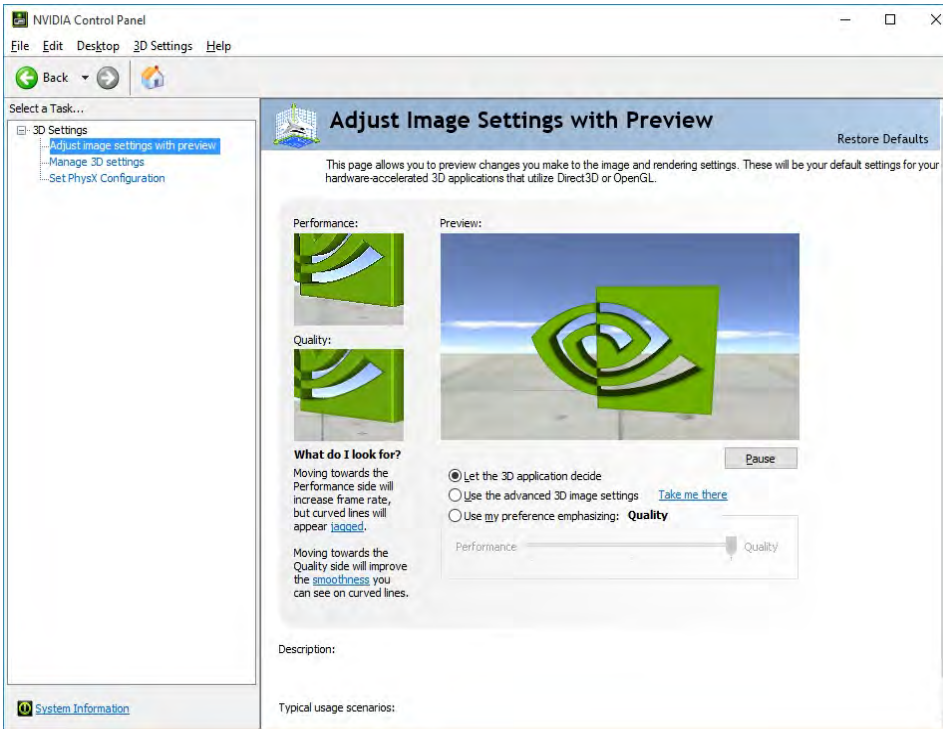 NVIDIA Control Panel
File Edit Desktop 3D Settings Help
Back
Select a Task...
3D Settings
Adjust image settings with preview
Manage 3D settings
Set PhysX Configuration
System Information
Adjust Image Settings with Preview
Restore Defaults
This page allows you to preview changes you make to the image and rendering settings. These will be your default settings for your
hardware-accelerated 3D applications that utilize Direct3D or OpenGL.
Performance:
Quality:
What do I look for?
Moving towards the
Performance side will
increase frame rate,
but curved lines will
appear jagged.
Moving towards the
Quality side will improve
the smoothness you
can see on curved lines.
Preview:
Pause
Let the 3D application decide
Use the advanced 3D image settings Take me there
Use my preference emphasizing: Quality
Performance Quality
Description:
Typical usage scenarios: